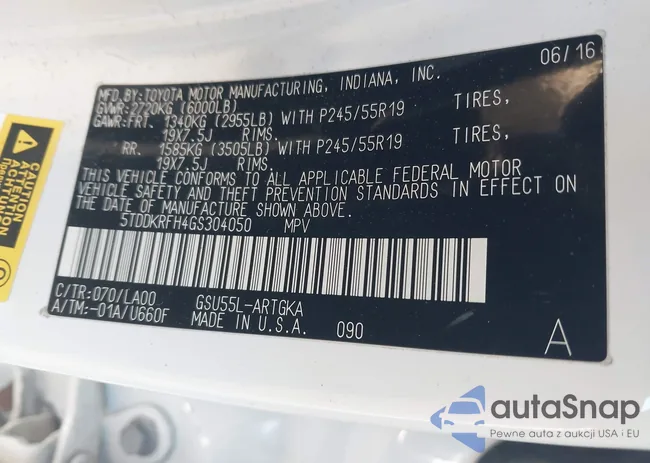 06/16
MFD. BY: TOYOTA MOTOR MANUFACTURING, INDIANA, INC.
GVWR: 2720KG (6000LB)
GAWR: FRT. 1340KG (2955LB) WITH P245/55R19 TIRES,
19X7.5J RIMS.
RR. 1585KG (3505LB) WITH P245/55R19 TIRES,
19X7.5J RIMS.
THIS VEHICLE CONFORMS TO ALL APPLICABLE FEDERAL MOTOR
VEHICLE SAFETY AND THEFT PREVENTION STANDARDS IN EFFECT ON
THE DATE OF MANUFACTURE SHOWN ABOVE.
5TDDKRFH4GS304050 MPV
C/TR: 070/LA00 GSU55L-ARTGKA
A/TM: -01A/U660F MADE IN U.S.A. 090 A
CAUTION
ATTENTION
autaSnap
Pewne auta z aukcji USA i EU